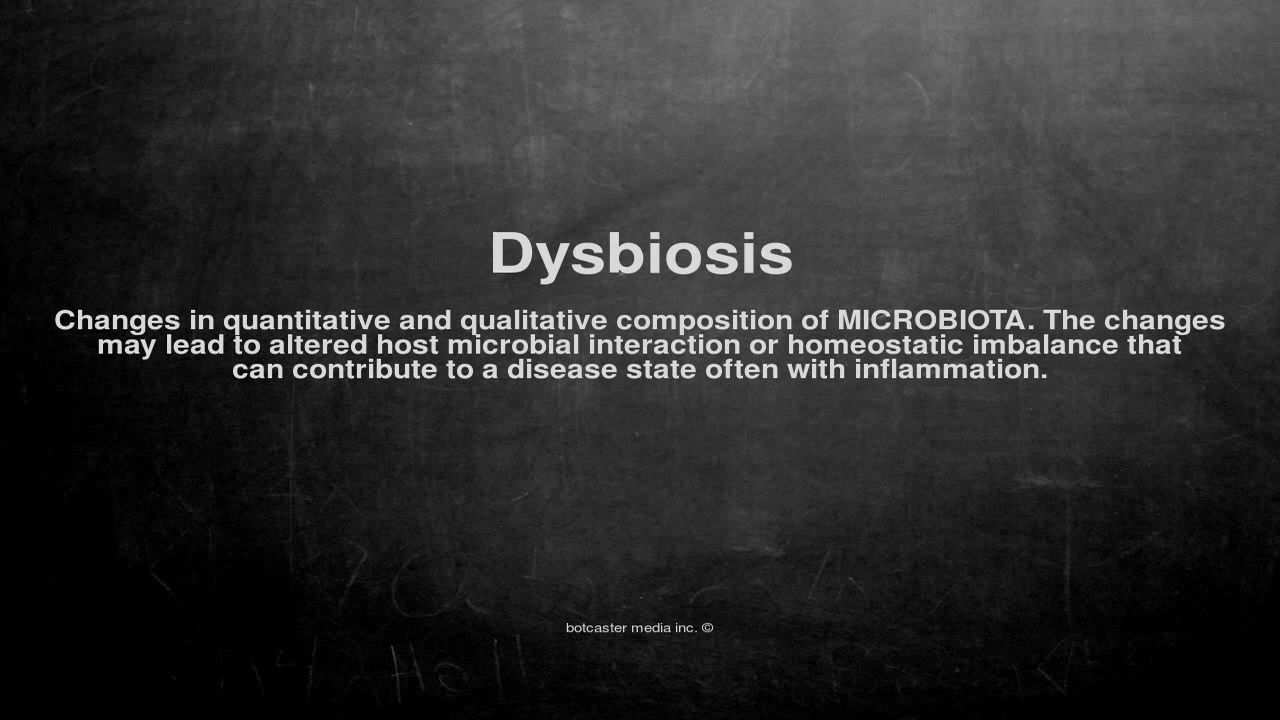 Dysbiosis
Changes in quantitative and qualitative composition of MICROBIOTA. The changes
may lead to altered host microbial interaction or homeostatic imbalance that
can contribute to a disease state often with inflammation.
botcaster media inc. ©